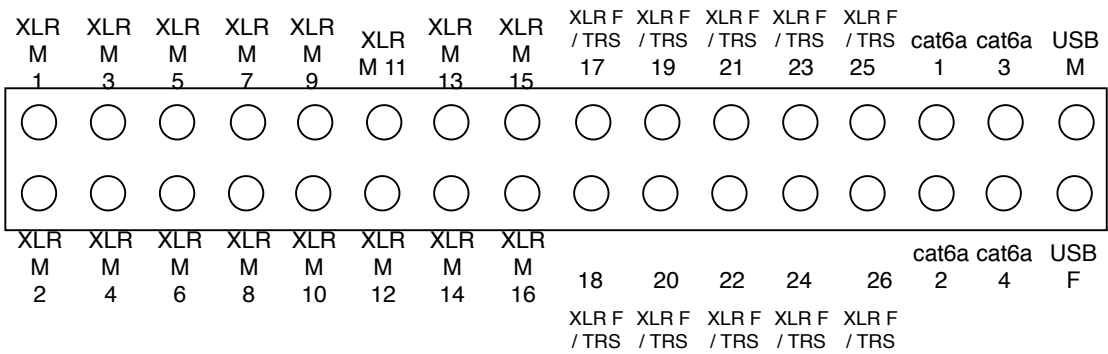 XLR M 1
XLR M 3
XLR M 5
XLR M 7
XLR M 9
XLR M 11
XLR M 13
XLR M 15
XLR F / TRS 17
XLR F / TRS 19
XLR F / TRS 21
XLR F / TRS 23
XLR F / TRS 25
cat6a 1
cat6a 3
USB M
XLR M 2
XLR M 4
XLR M 6
XLR M 8
XLR M 10
XLR M 12
XLR M 14
XLR M 16
18 XLR F / TRS
20 XLR F / TRS
22 XLR F / TRS
24 XLR F / TRS
26 XLR F / TRS
cat6a 2
cat6a 4
USB F